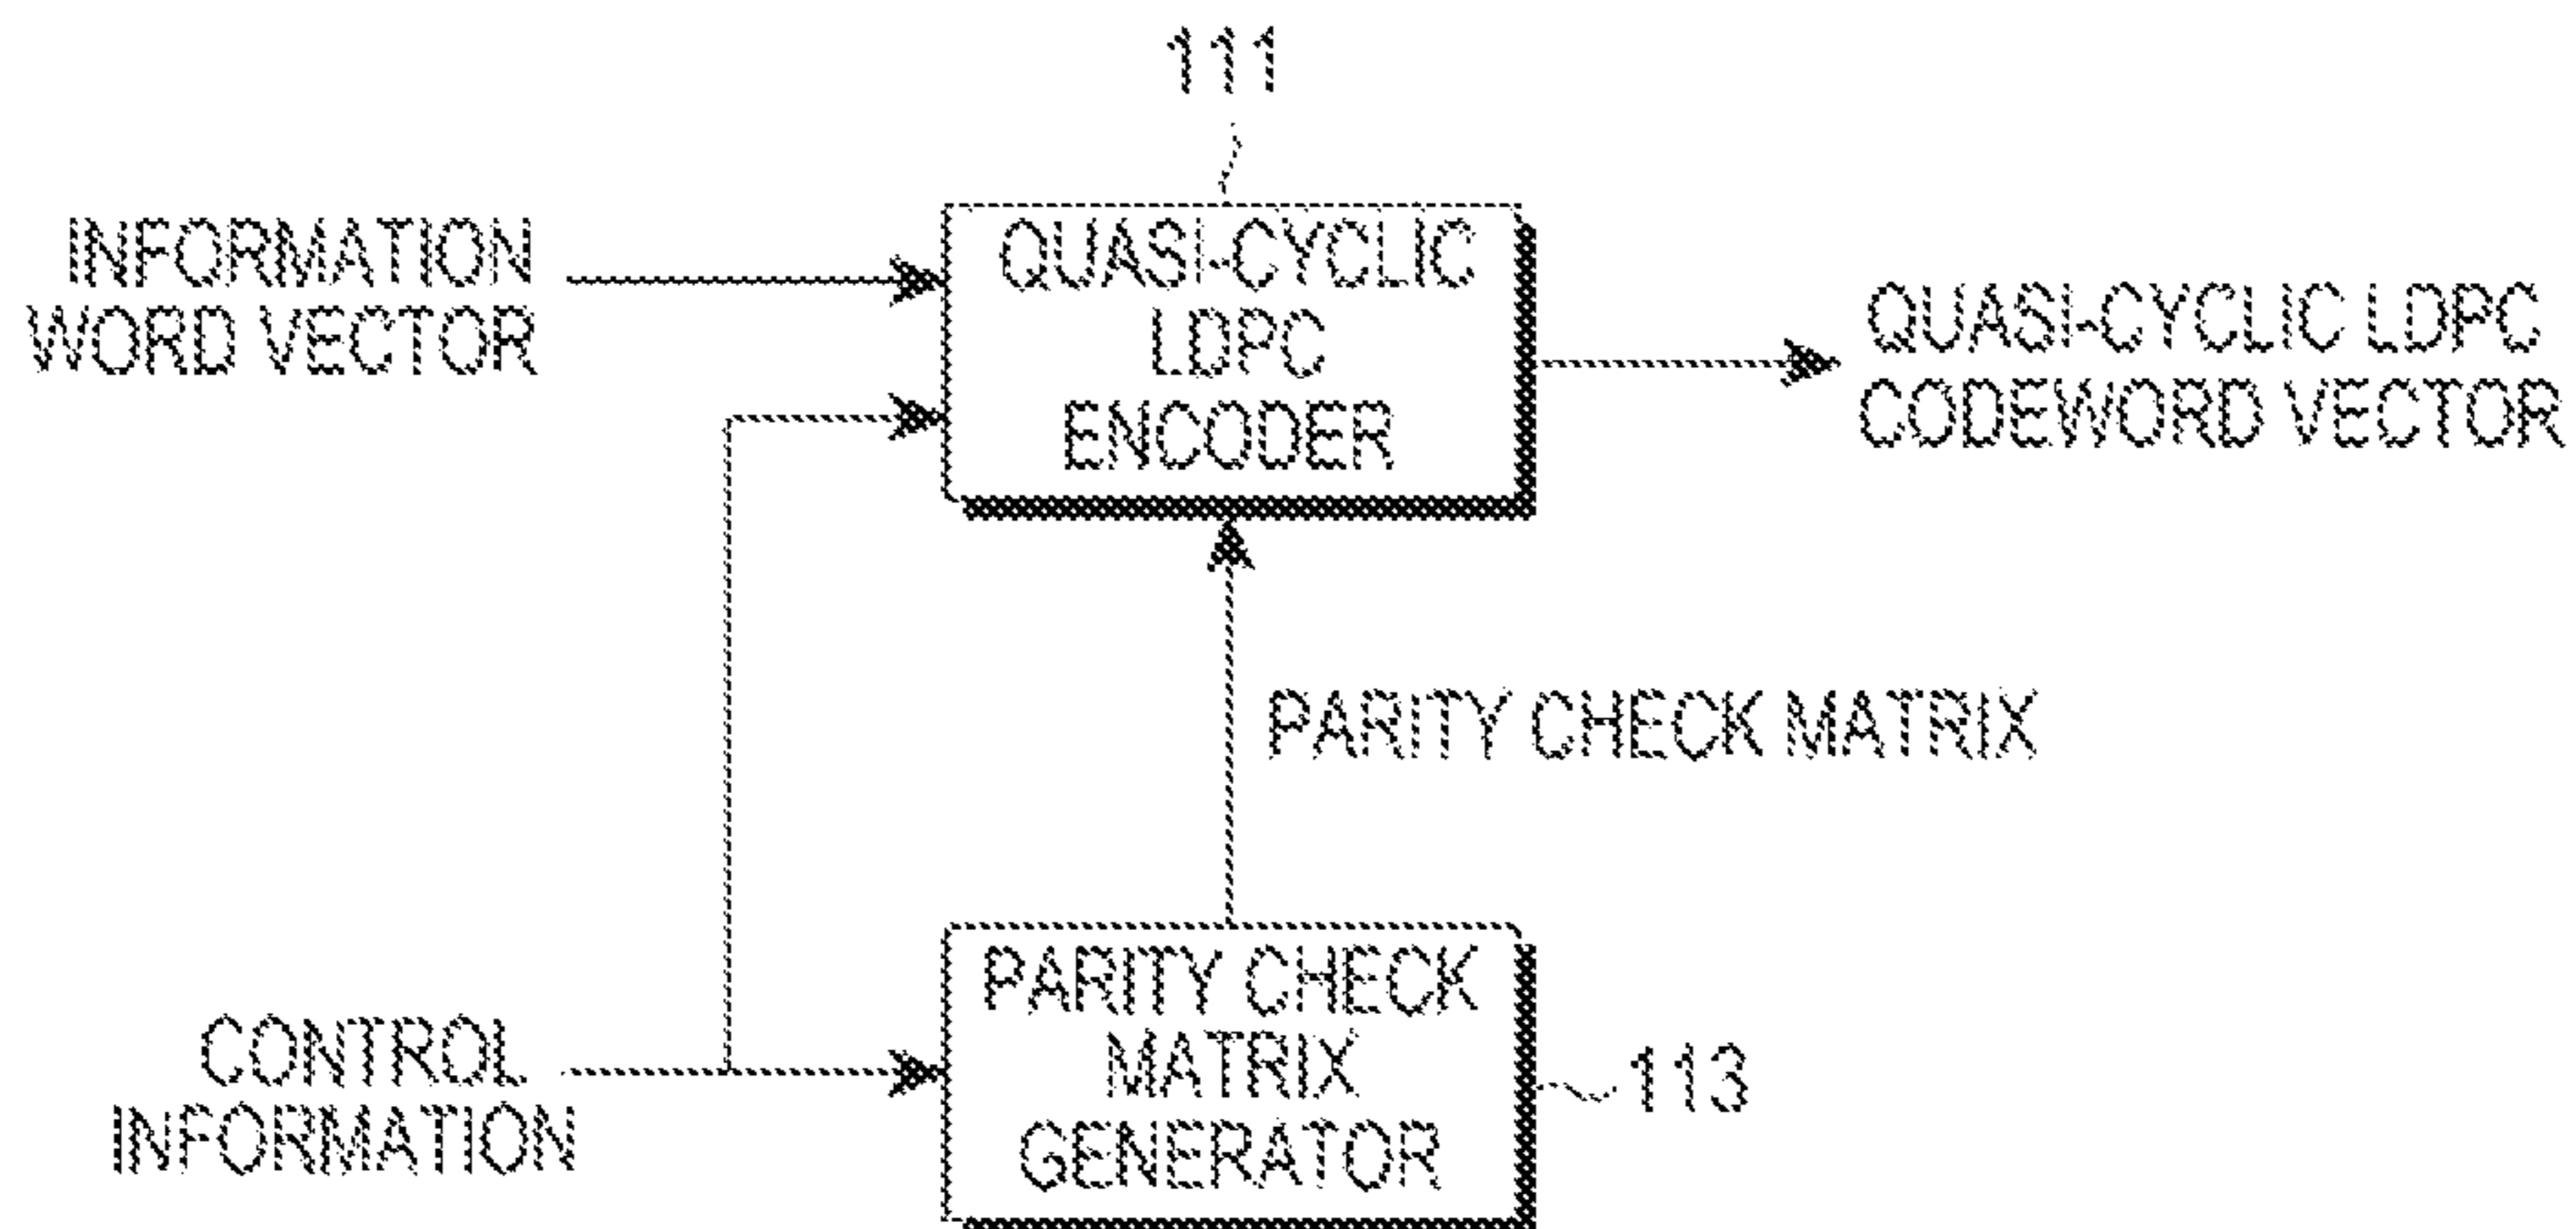 111
INFORMATION
WORD VECTOR
QUASI-CYCLIC
LDPC
ENCODER
QUASI-CYCLIC LDPC
CODEWORD VECTOR
PARITY CHECK MATRIX
CONTROL
INFORMATION
PARITY CHECK
MATRIX
GENERATOR
113